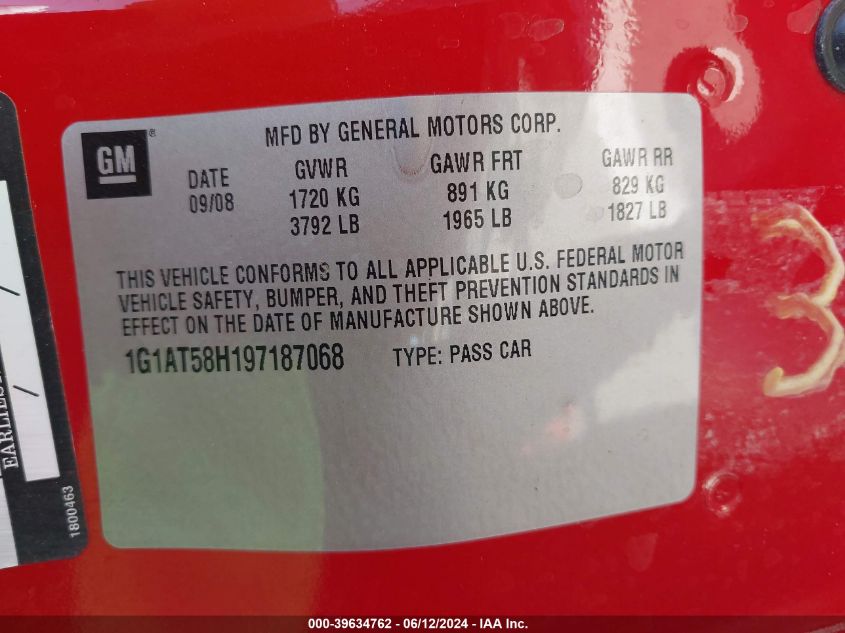 GM ®
MFD BY GENERAL MOTORS CORP.
DATE GVWR GAWR FRT GAWR RR
09/08 1720 KG 891 KG 829 KG
3792 LB 1965 LB 1827 LB
THIS VEHICLE CONFORMS TO ALL APPLICABLE U.S. FEDERAL MOTOR
VEHICLE SAFETY, BUMPER, AND THEFT PREVENTION STANDARDS IN
EFFECT ON THE DATE OF MANUFACTURE SHOWN ABOVE.
1G1AT58H197187068 TYPE: PASS CAR
1800463
3
000-39634762 - 06/12/2024 - IAA Inc.